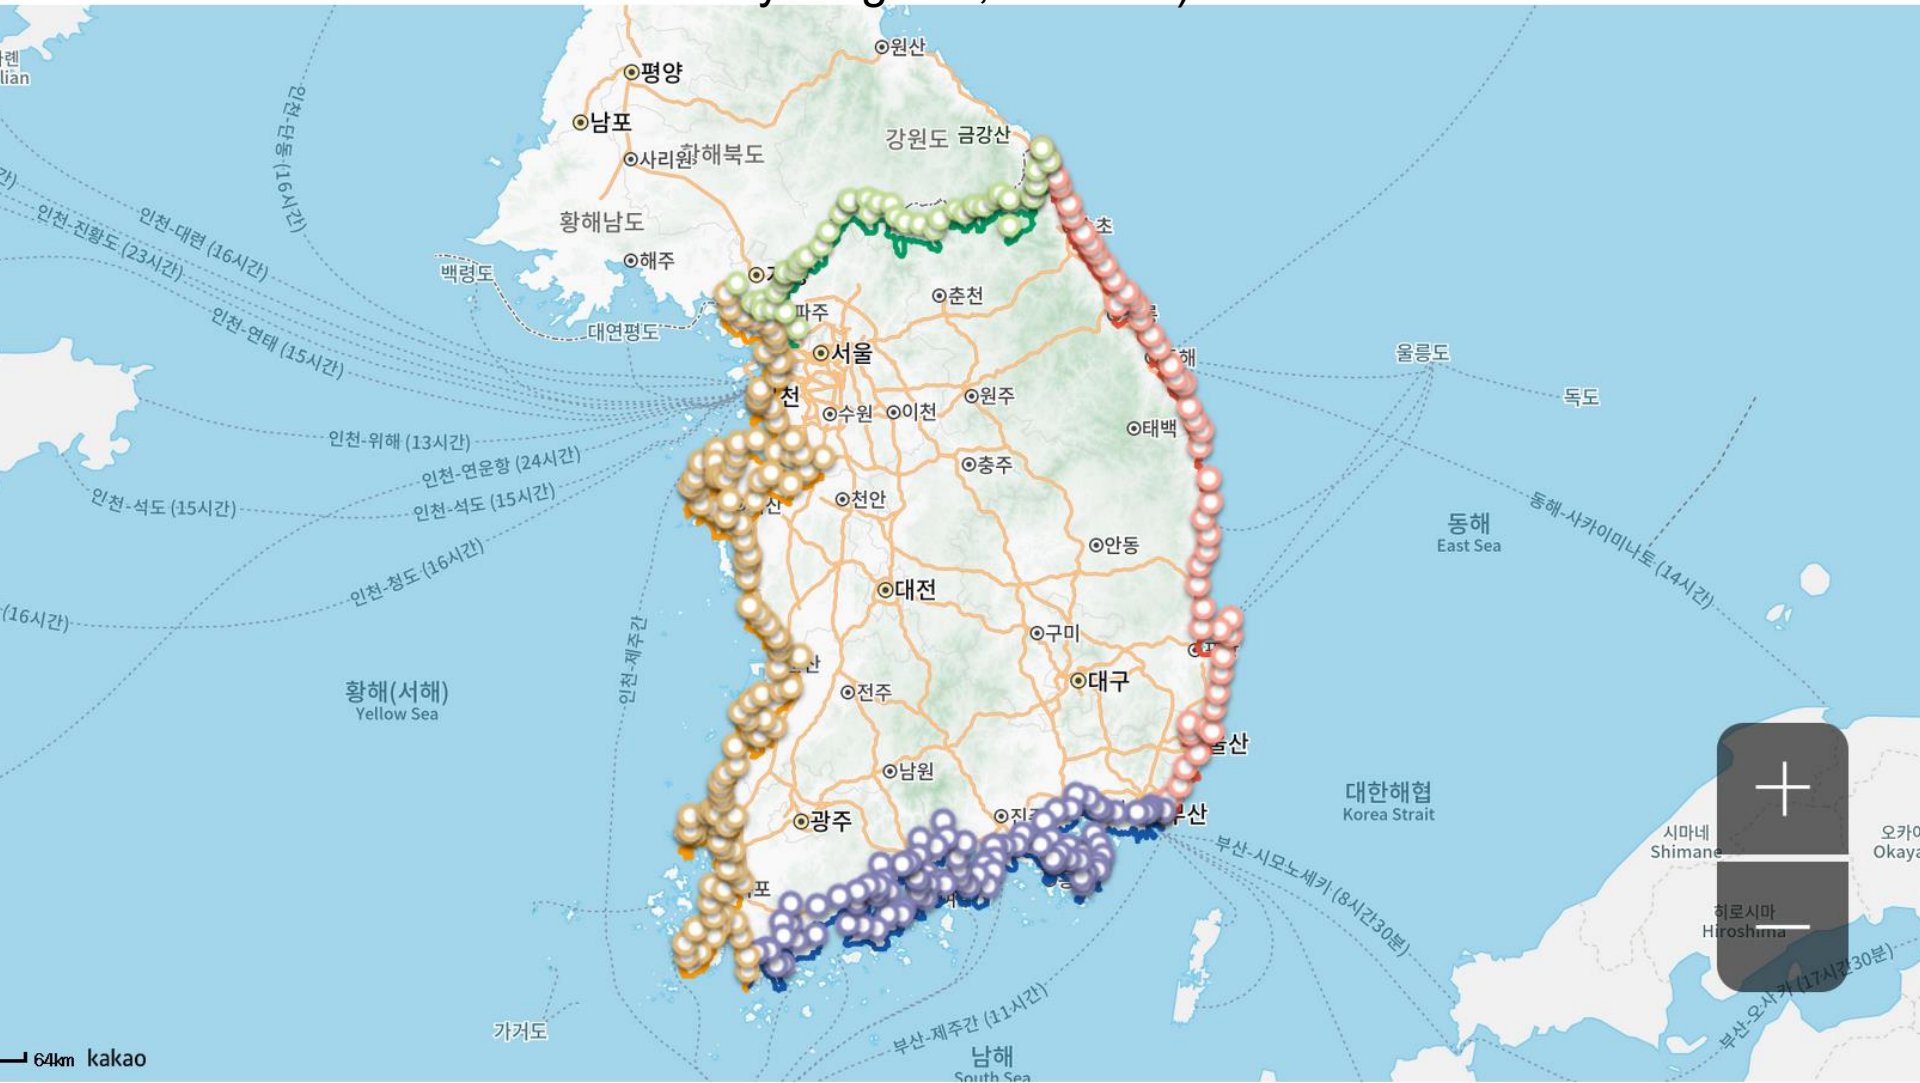 원산
평양
남포
사리원
황해북도
강원도
금강산
황해남도
해주
백령도
대연평도
파주
춘천
서울
원주
수원
이천
태백
충주
천안
안동
대전
구미
대구
전주
남원
광주
울릉도
독도
동해
East Sea
황해(서해)
Yellow Sea
대한해협
Korea Strait
시마네
Shimane
히로시마
Hiroshima
가거도
남해
South Sea
인천-단동 (16시간)
인천-대련 (16시간)
인천-진황도 (23시간)
인천-연태 (15시간)
인천-위해 (13시간)
인천-연운항 (24시간)
인천-석도 (15시간)
인천-석도 (15시간)
인천-청도 (16시간)
(16시간)
인천-제주간
동해-사카이미나토 (14시간)
부산-시모노세키 (8시간30분)
부산-제주간 (11시간)
부산-오사카 (17시간30분)
lian
Okaya
64km
kakao